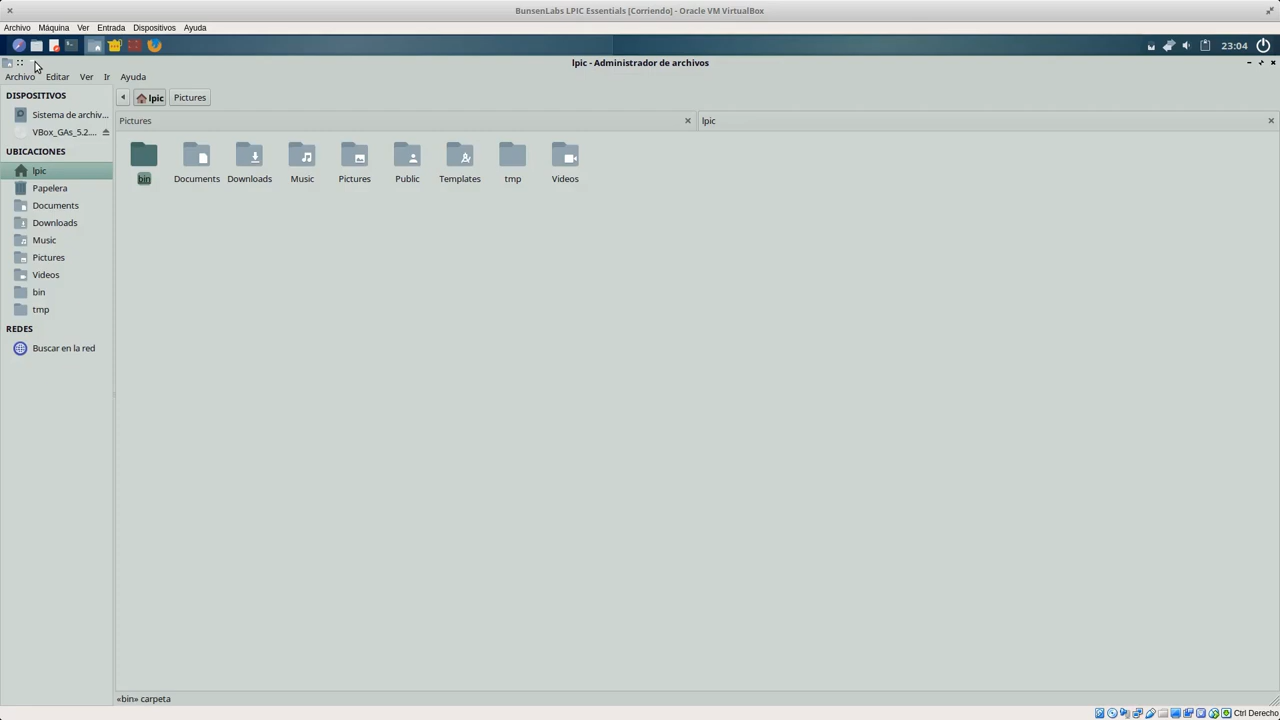 BunsenLabs LPIC Essentials [Corriendo] - Oracle VM VirtualBox
Archivo Máquina Ver Entrada Dispositivos Ayuda
23:04
lpic - Administrador de archivos
Archivo Editar Ver Ir Ayuda
DISPOSITIVOS
Sistema de archiv...
VBox_GAs_5.2....
UBICACIONES
lpic
Papelera
Documents
Downloads
Music
Pictures
Videos
bin
tmp
REDES
Buscar en la red
lpic Pictures
Pictures lpic
bin Documents Downloads Music Pictures Public Templates tmp Videos
«bin» carpeta
Ctrl Derecho